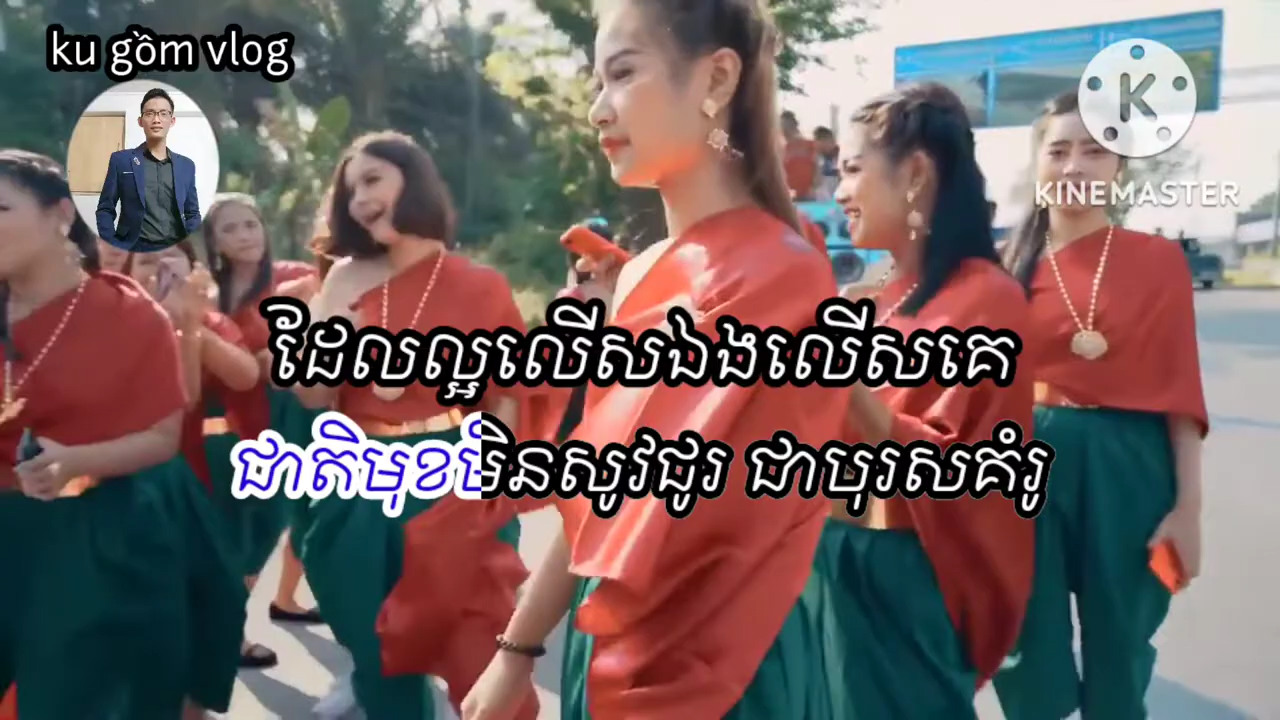 ku gồm vlog
KINEMASTER
ដែលល្អលើសឯងលើសគេ
ជាតិមុខមិនសូវជូរ ជាបុរសគំរូ